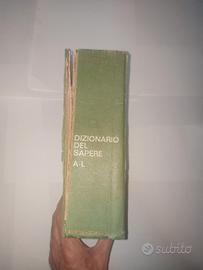 DIZIONARIO
DEL
SAPERE
A-L
subito